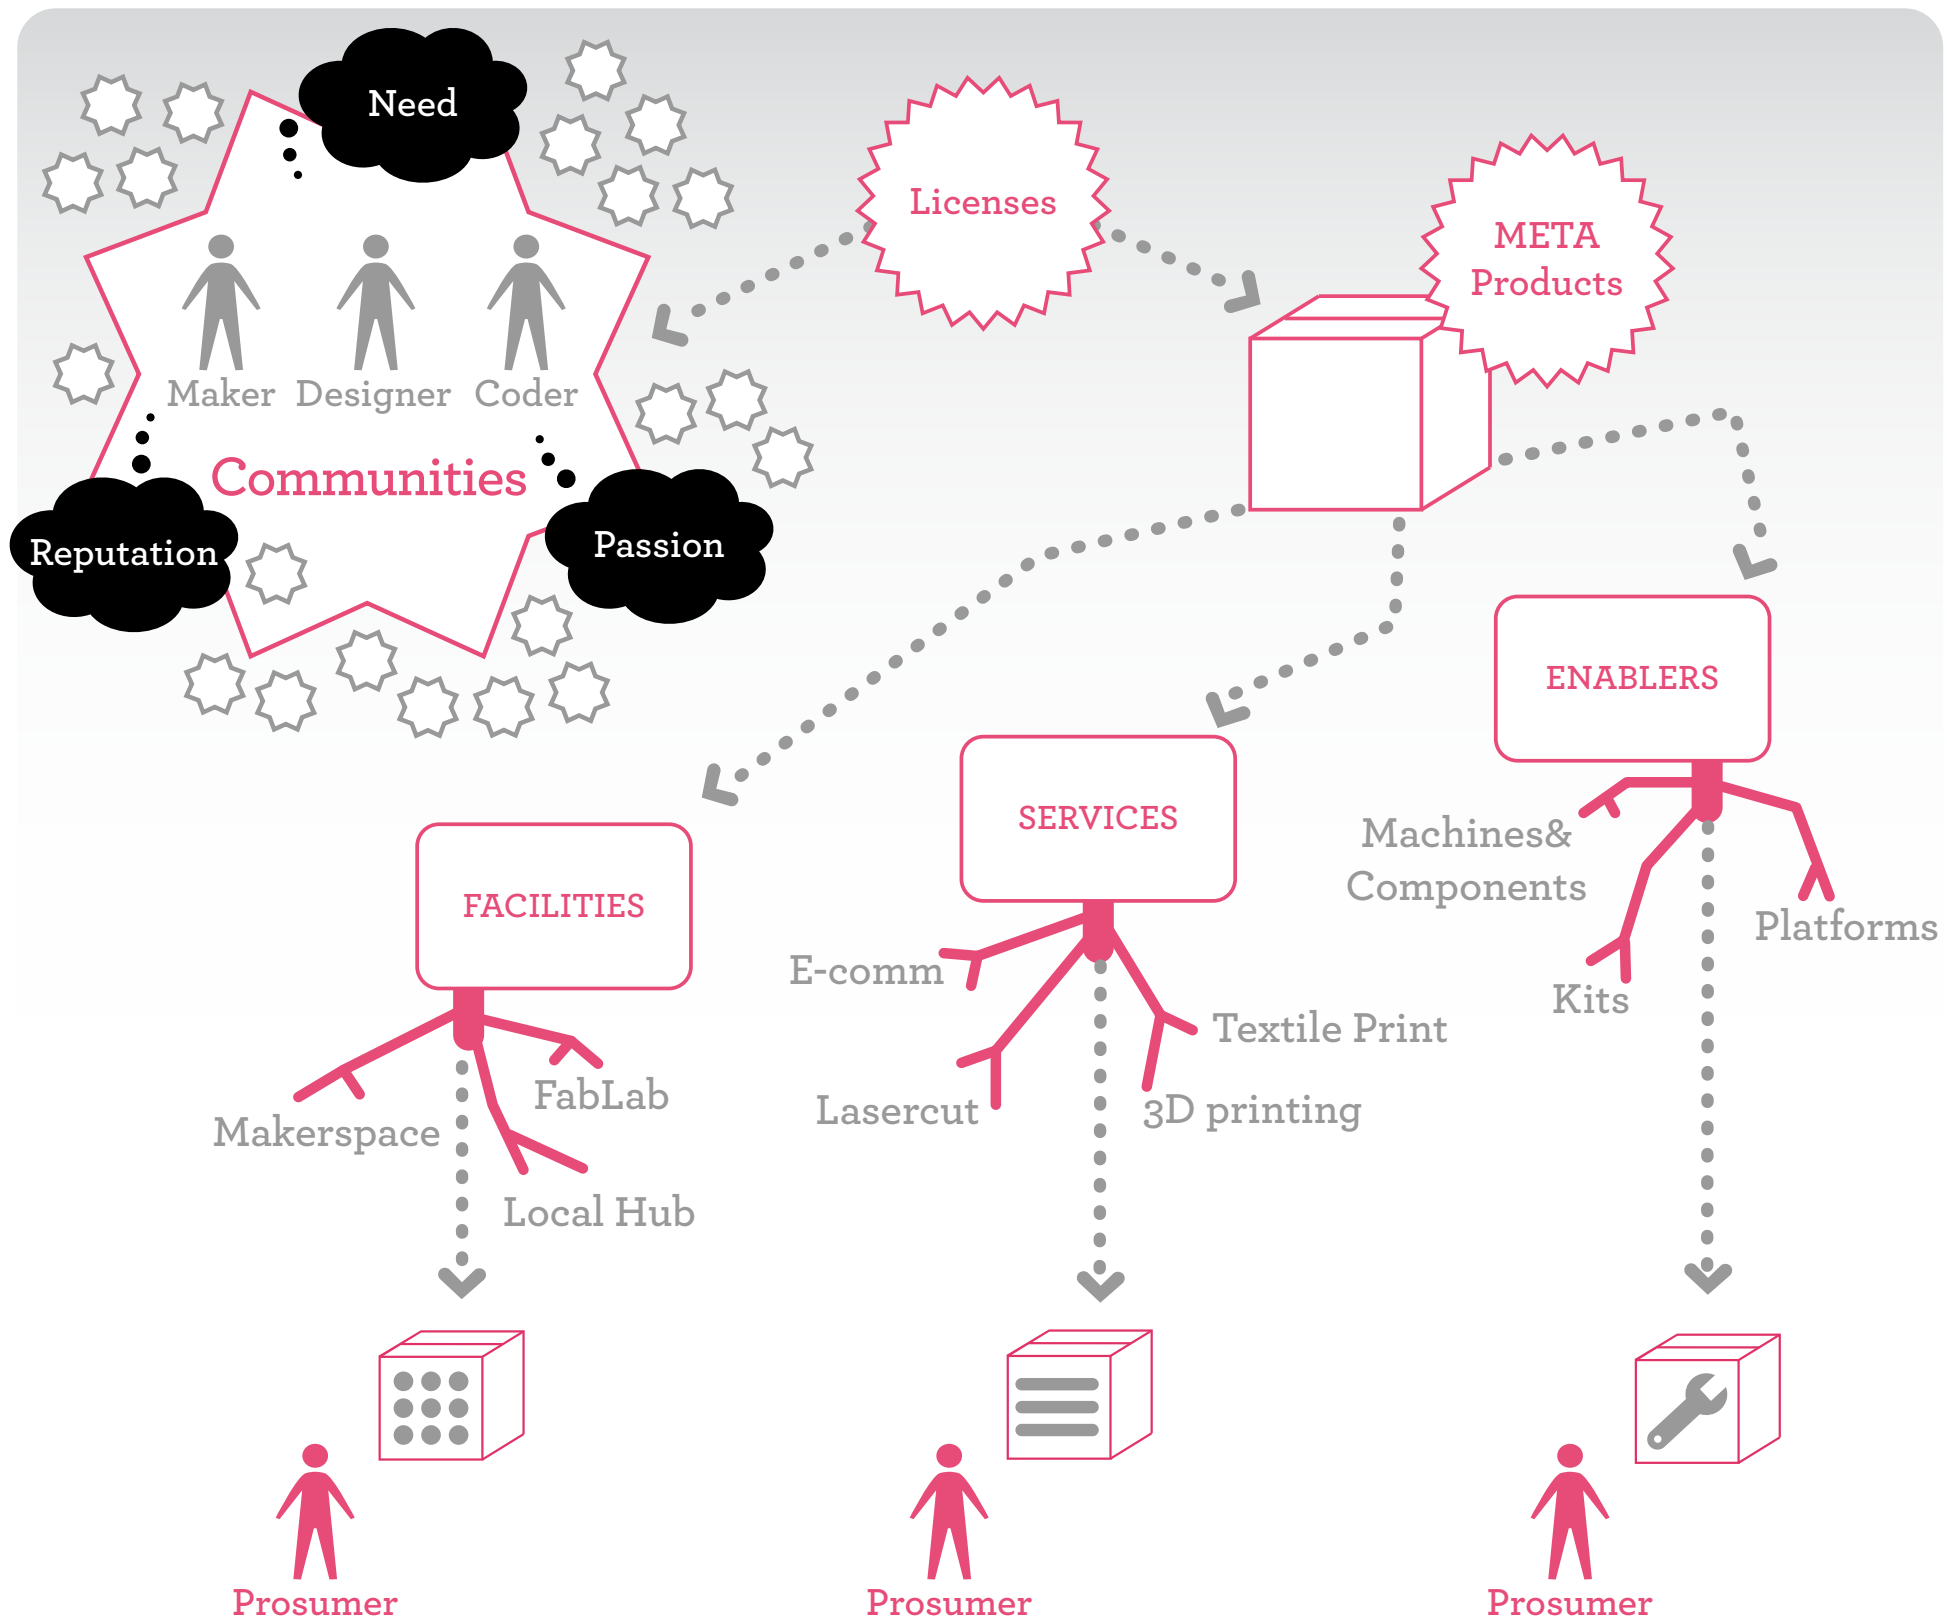 Need
Licenses
META
Products
Maker Designer Coder
Communities
Reputation
Passion
ENABLERS
SERVICES
FACILITIES
Machines&
Components
Platforms
Kits
E-comm
Textile Print
Lasercut
3D printing
FabLab
Makerspace
Local Hub
Prosumer
Prosumer
Prosumer